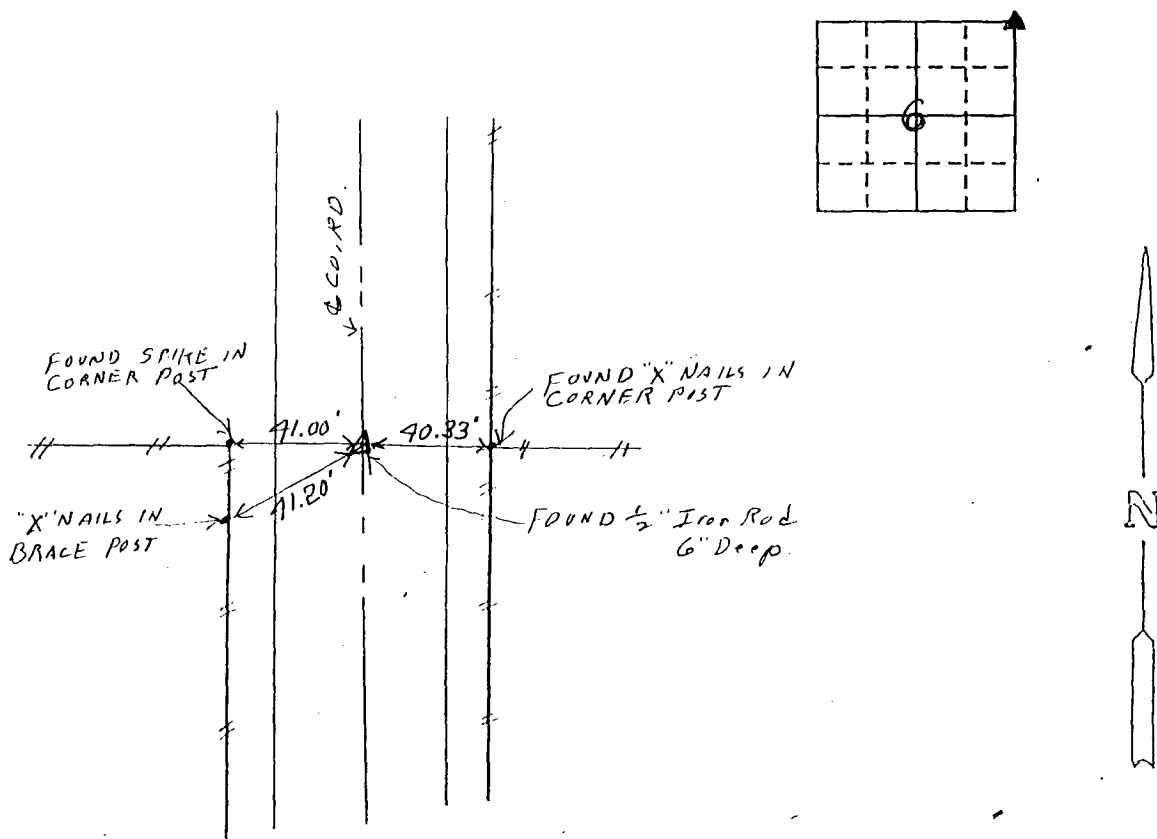 6
℄ CO. RD.
FOUND SPIKE IN
CORNER POST
FOUND "X" NAILS IN
CORNER POST
41.00'
40.33'
41.20'
"X" NAILS IN
BRACE POST
FOUND 1/2" Iron Rod
6" Deep.
N